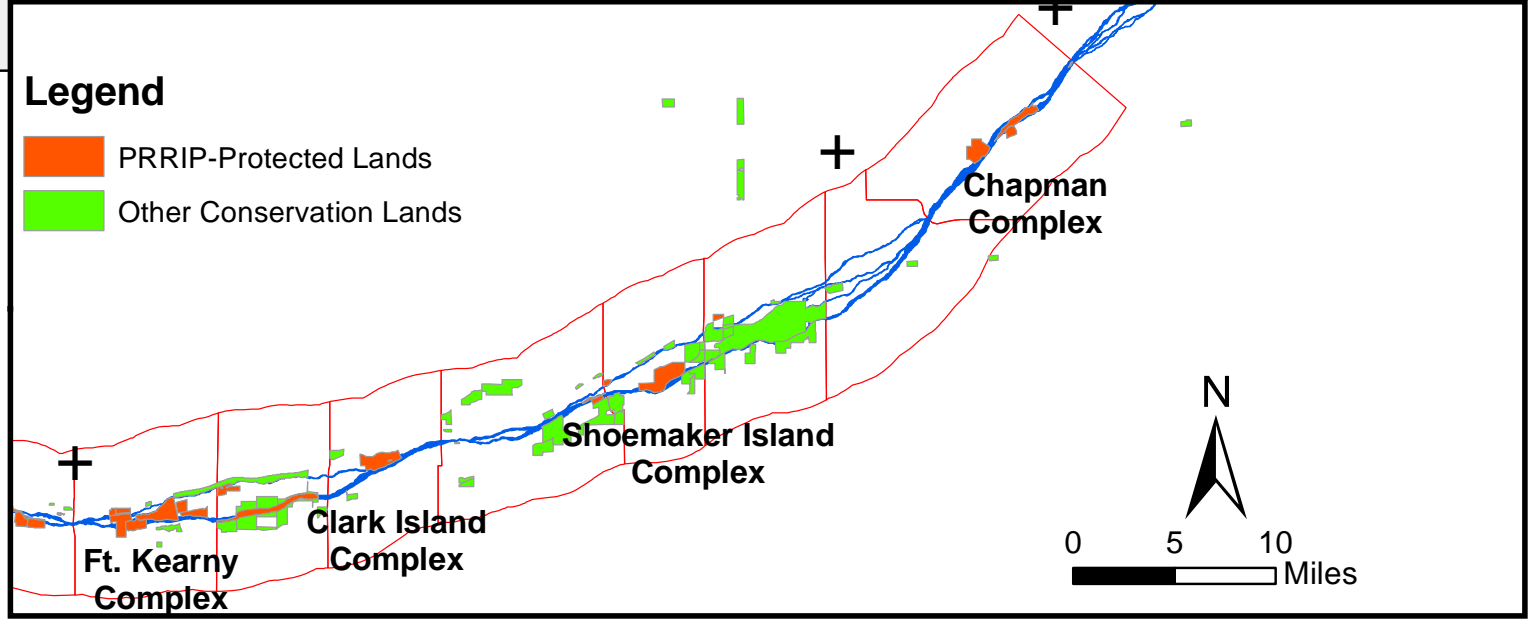 Legend
PRRIP-Protected Lands
Other Conservation Lands
Chapman
Complex
Shoemaker Island
Complex
Clark Island
Complex
Ft. Kearny
Complex
N
0 5 10
Miles